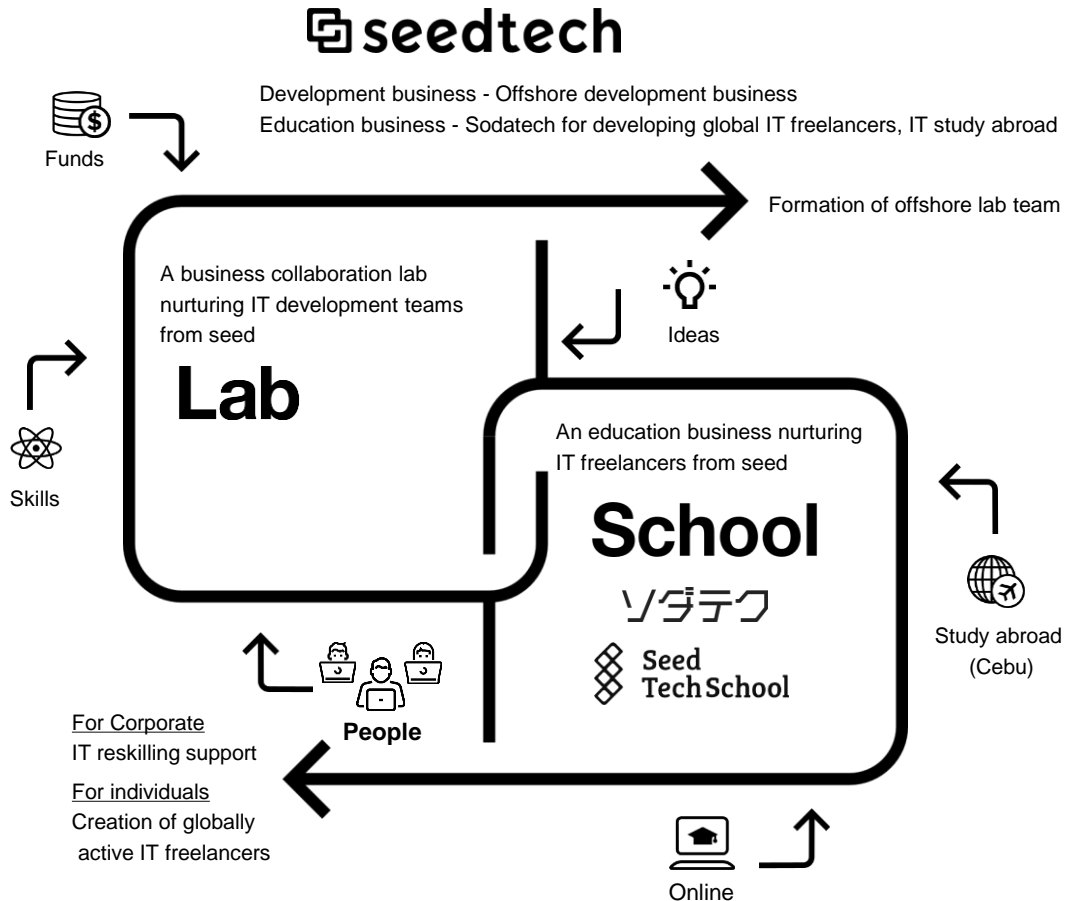 seedtech
Development business - Offshore development business
Education business - Sodatech for developing global IT freelancers, IT study abroad
Funds
Formation of offshore lab team
A business collaboration lab
nurturing IT development teams
from seed
Lab
Ideas
Skills
An education business nurturing
IT freelancers from seed
School
ソダテク
Seed
Tech School
Study abroad
(Cebu)
People
For Corporate
IT reskilling support
For individuals
Creation of globally
active IT freelancers
Online